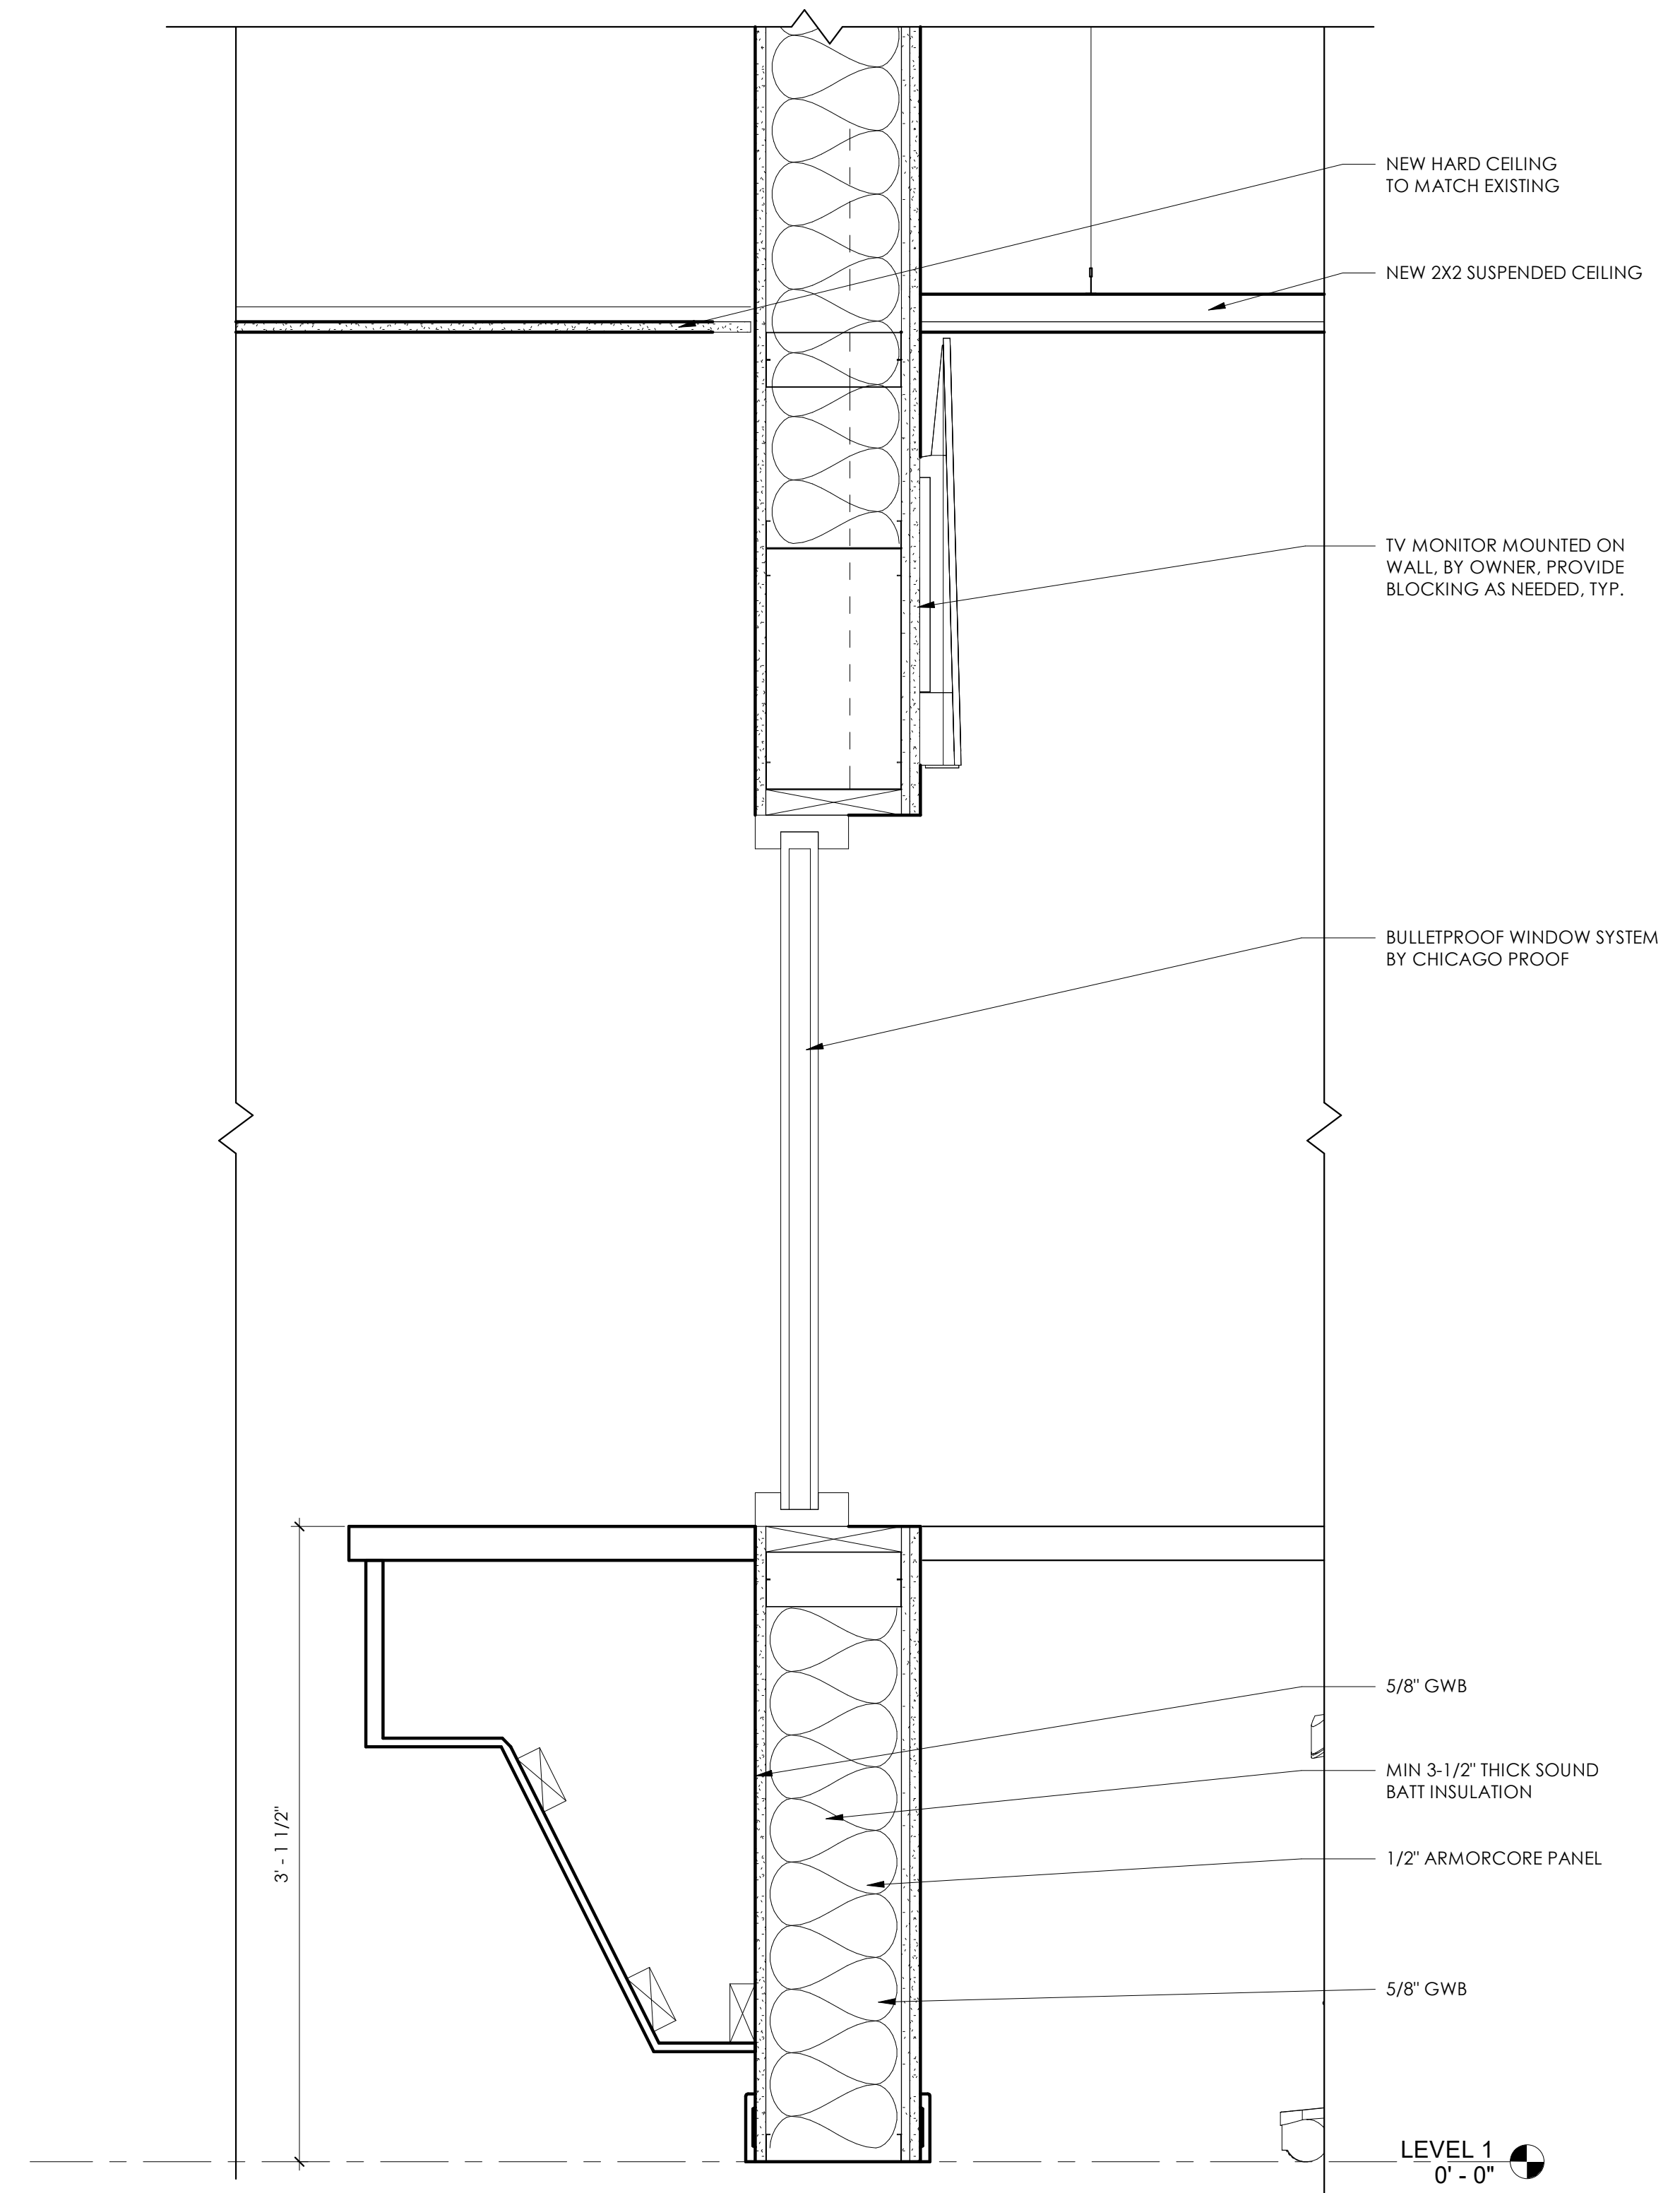 NEW HARD CEILING
TO MATCH EXISTING
NEW 2X2 SUSPENDED CEILING
TV MONITOR MOUNTED ON
WALL, BY OWNER, PROVIDE
BLOCKING AS NEEDED, TYP.
BULLETPROOF WINDOW SYSTEM
BY CHICAGO PROOF
5/8" GWB
MIN 3-1/2" THICK SOUND
BATT INSULATION
3' - 1 1/2"
1/2" ARMORCORE PANEL
5/8" GWB
LEVEL 1
0' - 0"